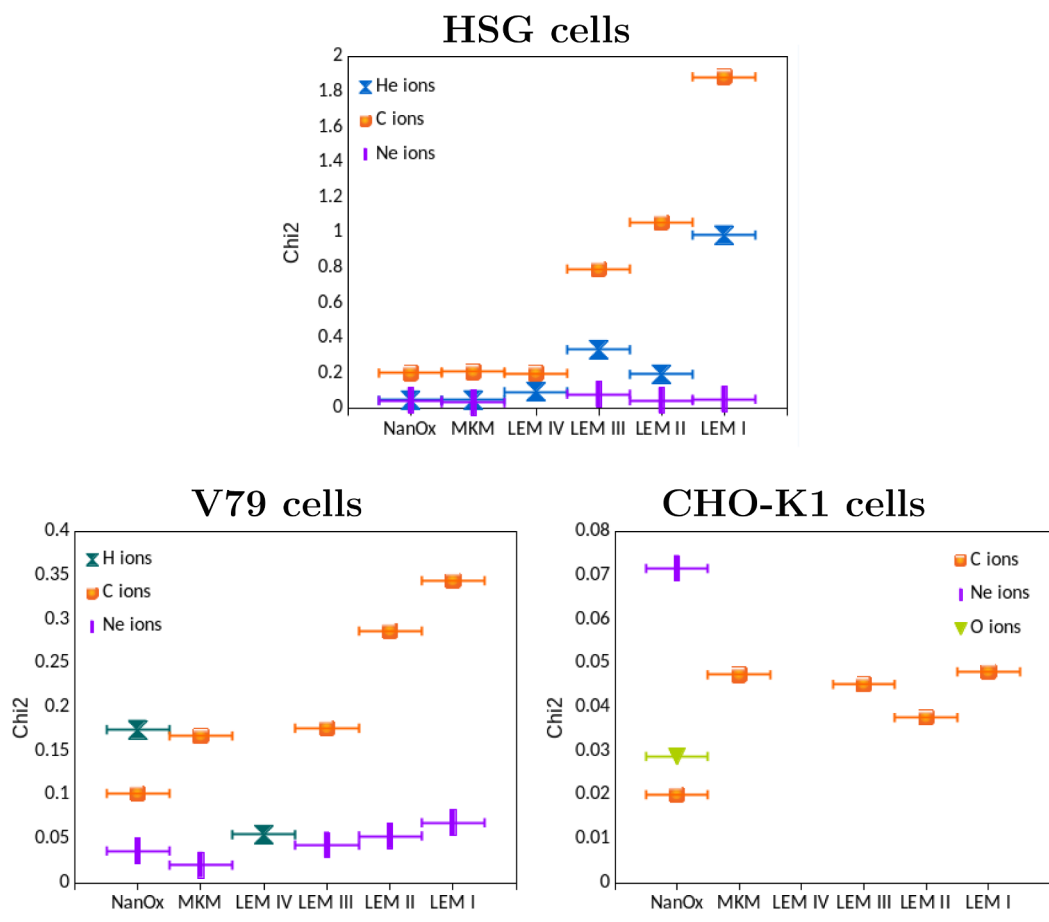 HSG cells
2
1.8
1.6
1.4
1.2
1
0.8
0.6
0.4
0.2
0
Chi2
He ions
C ions
Ne ions
NanOx MKM LEM IV LEM III LEM II LEM I
V79 cells
0.4
0.35
0.3
0.25
0.2
0.15
0.1
0.05
0
Chi2
H ions
C ions
Ne ions
NanOx MKM LEM IV LEM III LEM II LEM I
CHO-K1 cells
0.08
0.07
0.06
0.05
0.04
0.03
0.02
0.01
0
Chi2
C ions
Ne ions
O ions
NanOx MKM LEM IV LEM III LEM II LEM I